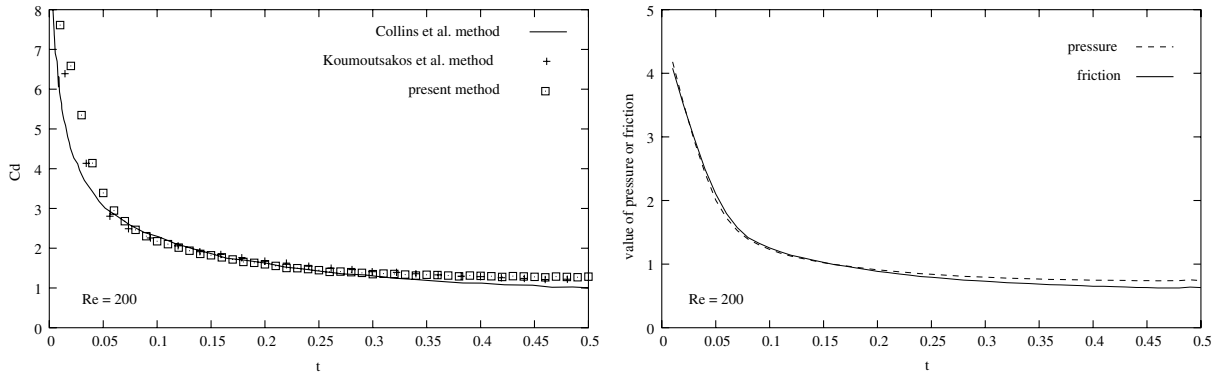 8
7
6
5
4
3
2
1
0
Cd
Collins et al. method
Koumoutsakos et al. method
present method
Re = 200
0 0.05 0.1 0.15 0.2 0.25 0.3 0.35 0.4 0.45 0.5
t
5
4
3
2
1
0
value of pressure or friction
pressure
friction
Re = 200
0 0.05 0.1 0.15 0.2 0.25 0.3 0.35 0.4 0.45 0.5
t